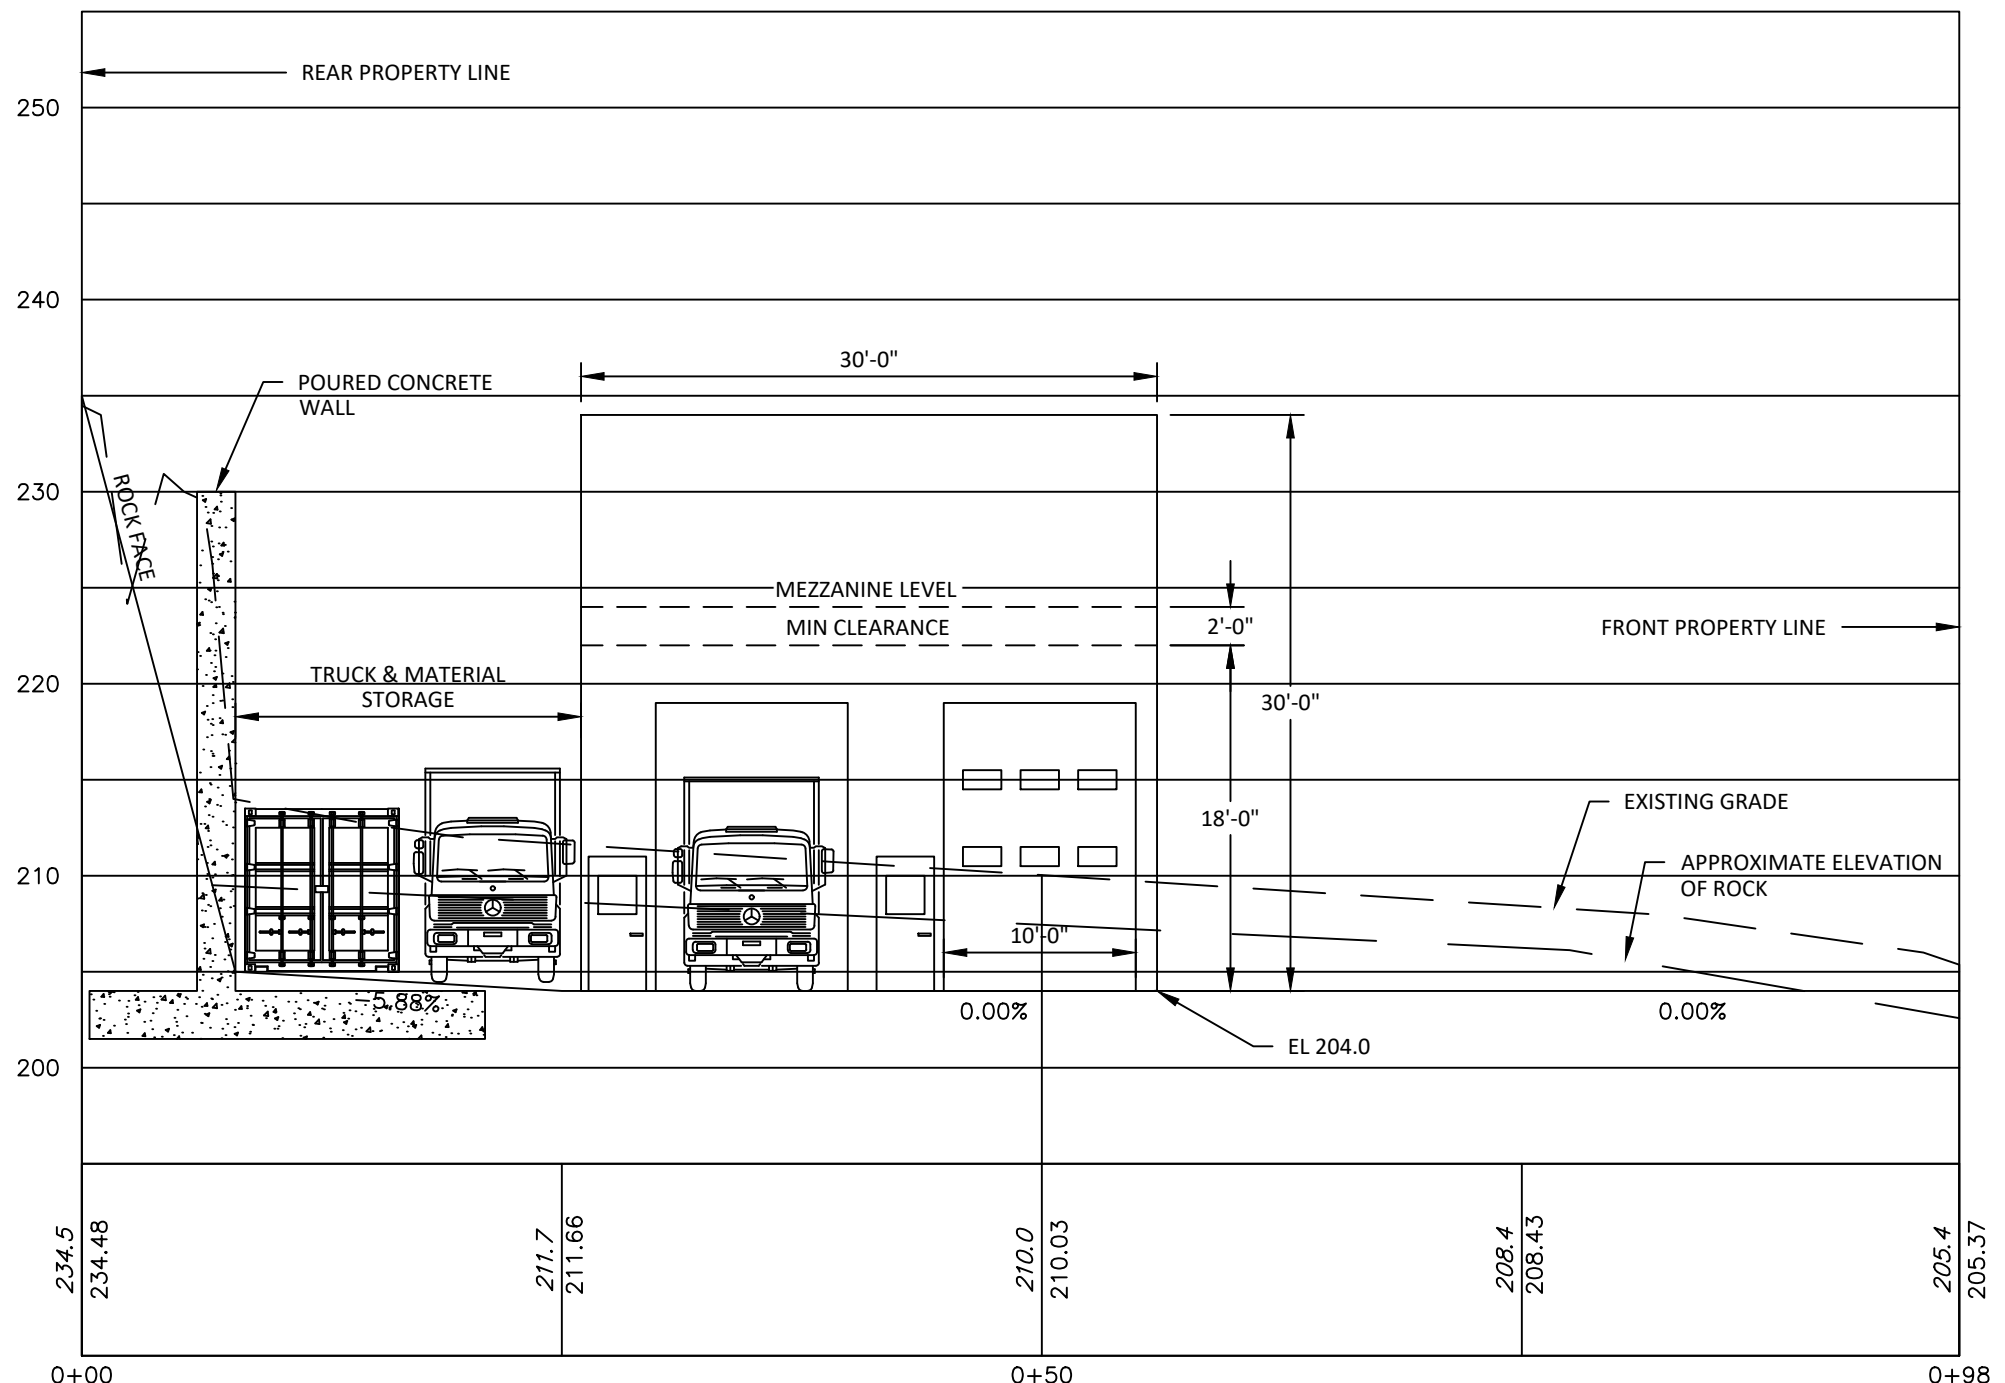 REAR PROPERTY LINE
250
240
30'-0"
POURED CONCRETE
WALL
230
ROCK FACE
MEZZANINE LEVEL
MIN CLEARANCE
2'-0"
FRONT PROPERTY LINE
TRUCK & MATERIAL
STORAGE
220
30'-0"
18'-0"
EXISTING GRADE
APPROXIMATE ELEVATION
OF ROCK
210
10'-0"
-5.88%
0.00%
0.00%
EL 204.0
200
234.5
234.48
211.7
211.66
210.0
210.03
208.4
208.43
205.4
205.37
0+00
0+50
0+98